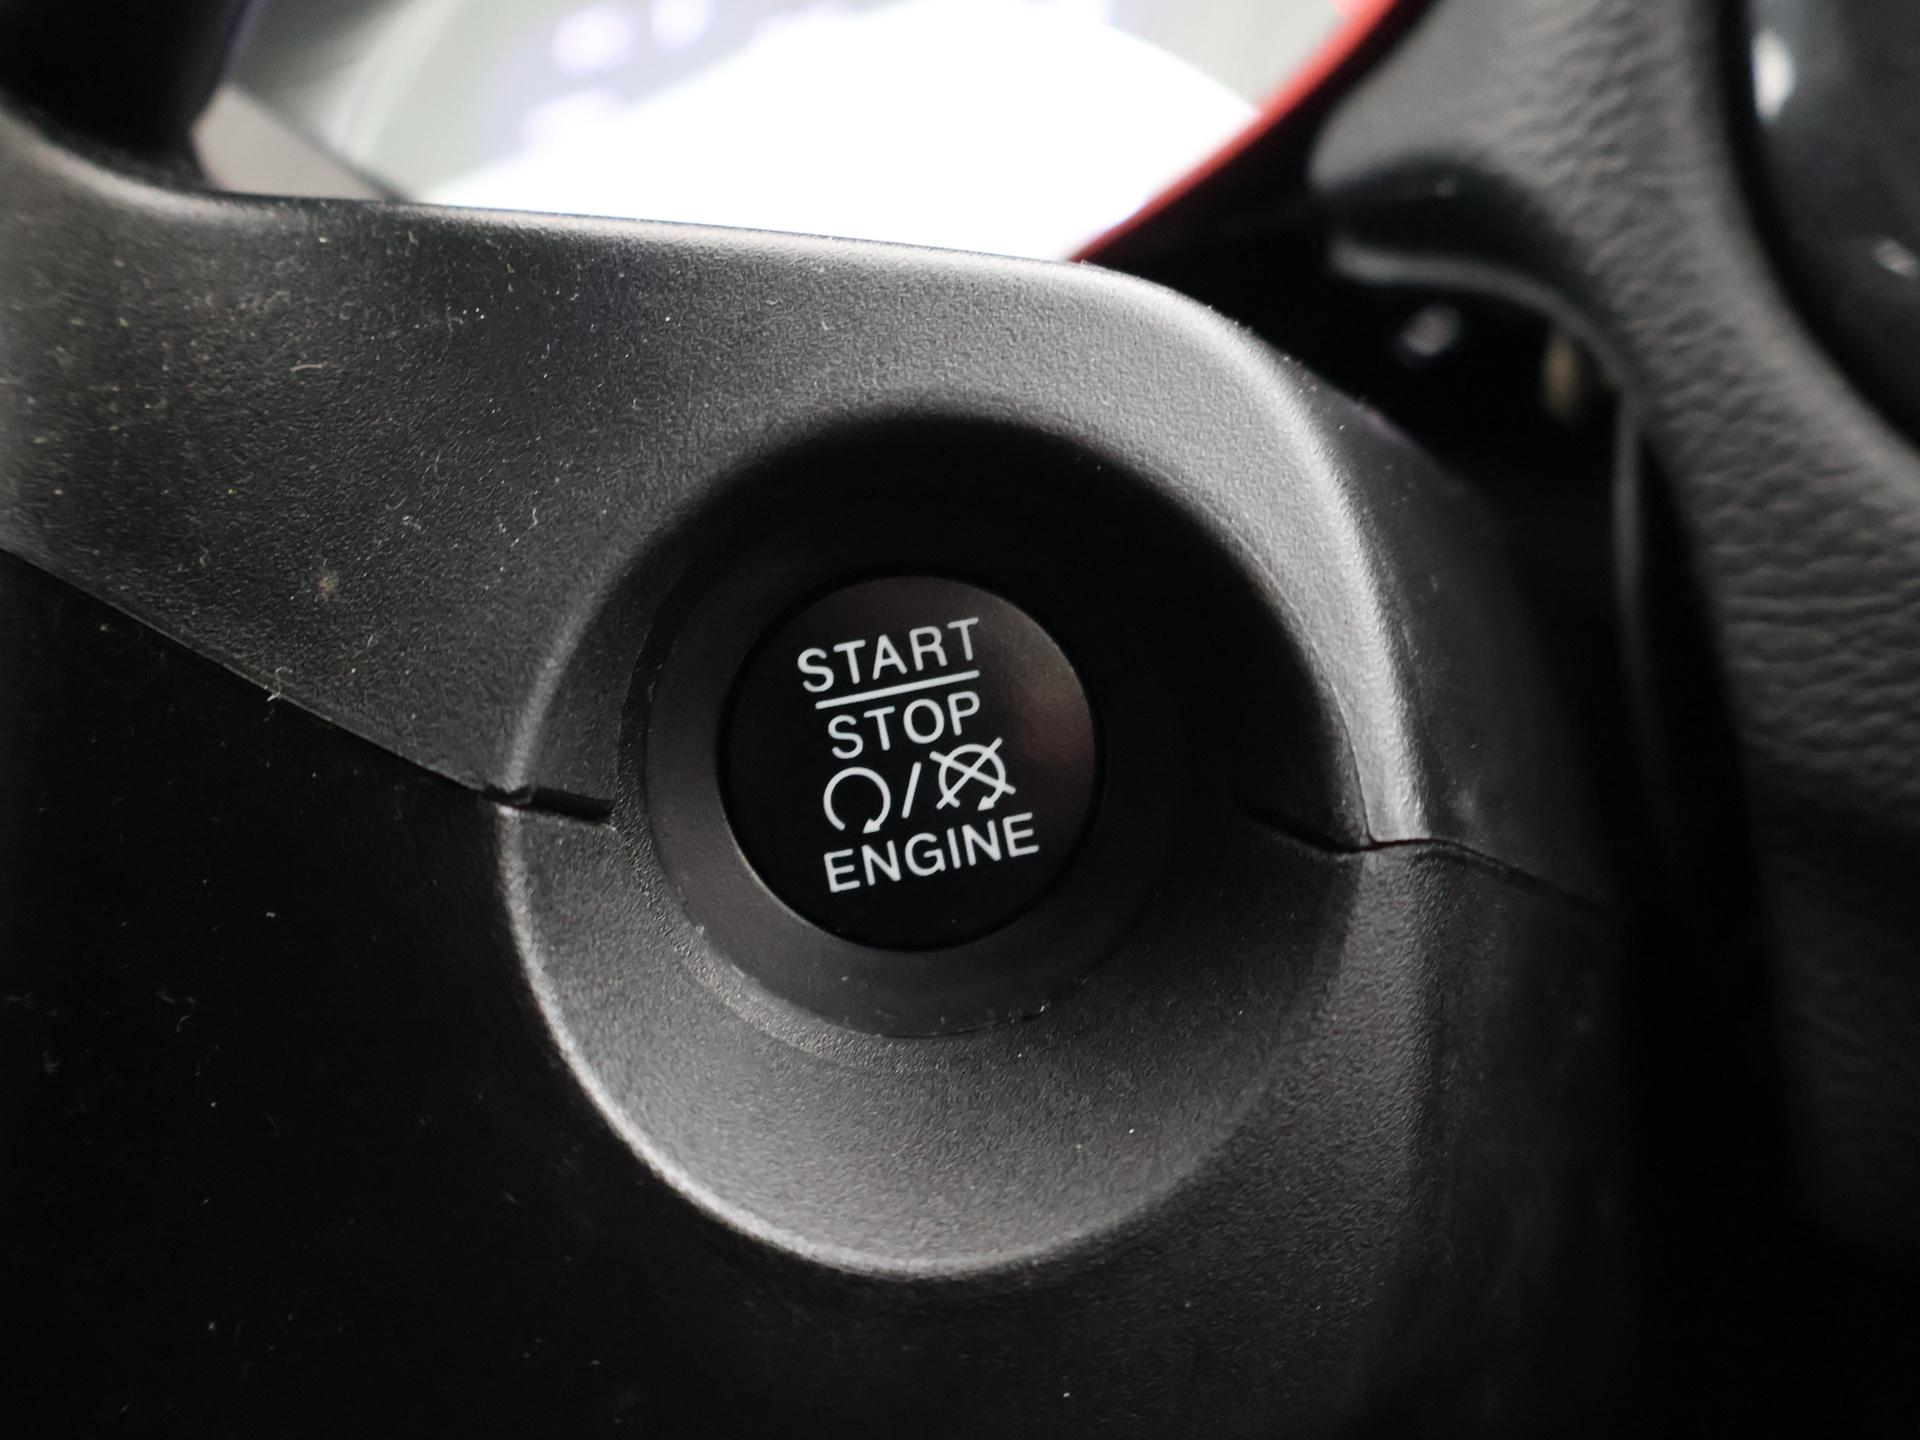 START
STOP
/
ENGINE